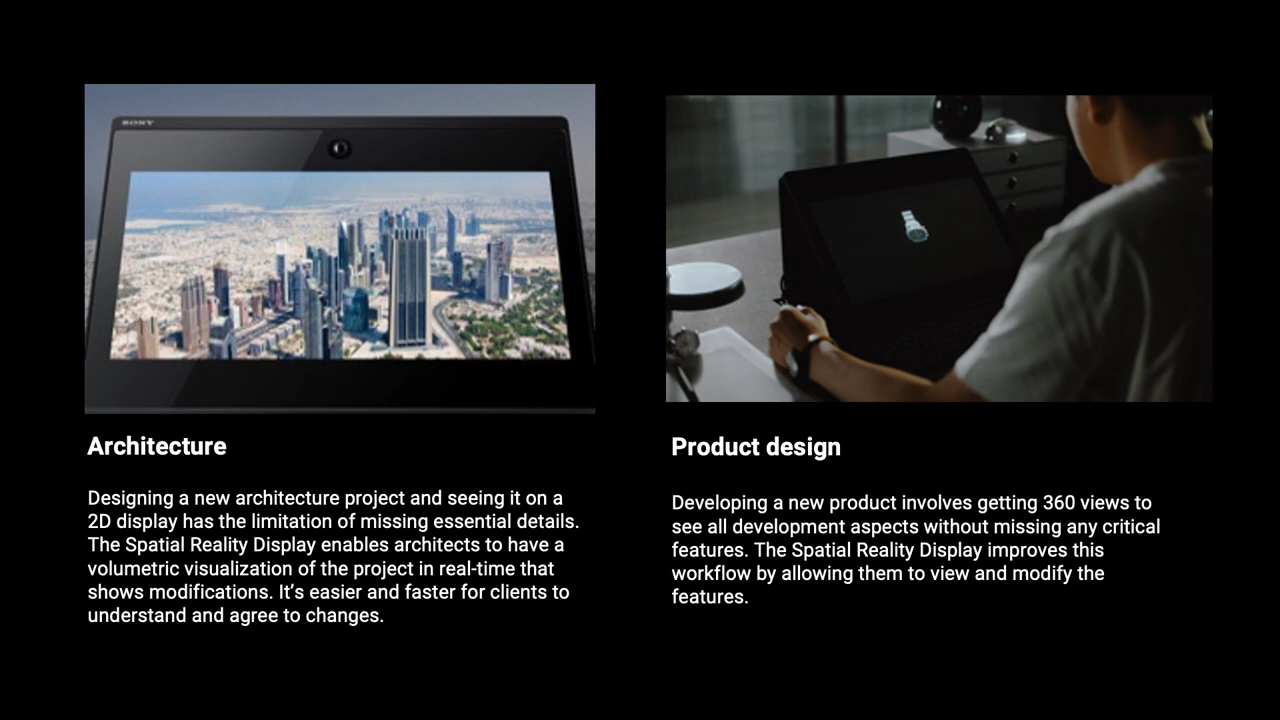 SONY
Architecture
Designing a new architecture project and seeing it on a
2D display has the limitation of missing essential details.
The Spatial Reality Display enables architects to have a
volumetric visualization of the project in real-time that
shows modifications. It’s easier and faster for clients to
understand and agree to changes.
Product design
Developing a new product involves getting 360 views to
see all development aspects without missing any critical
features. The Spatial Reality Display improves this
workflow by allowing them to view and modify the
features.